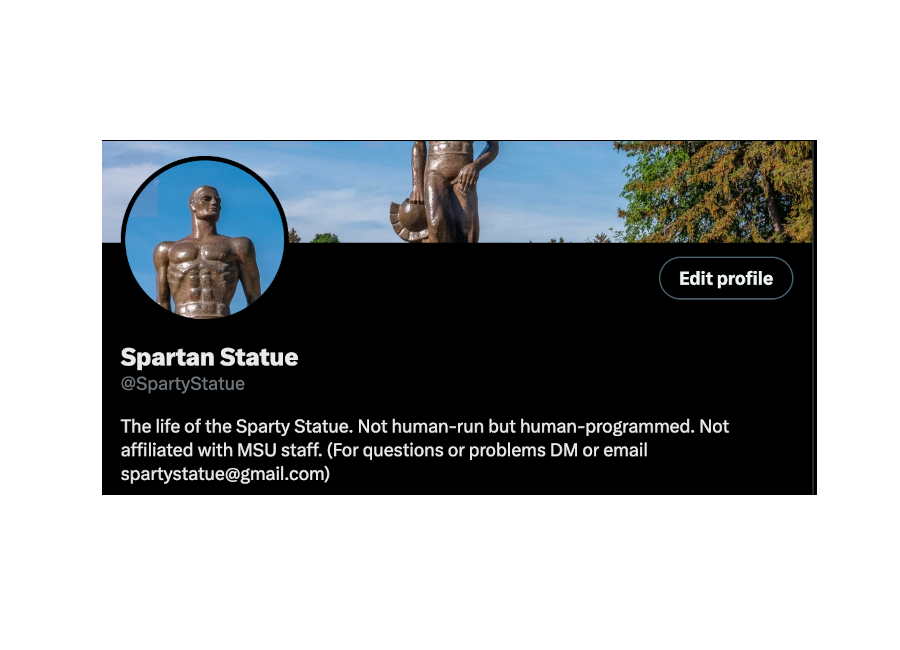 Edit profile
Spartan Statue
@SpartyStatue
The life of the Sparty Statue. Not human-run but human-programmed. Not
affiliated with MSU staff. (For questions or problems DM or email
spartystatue@gmail.com)